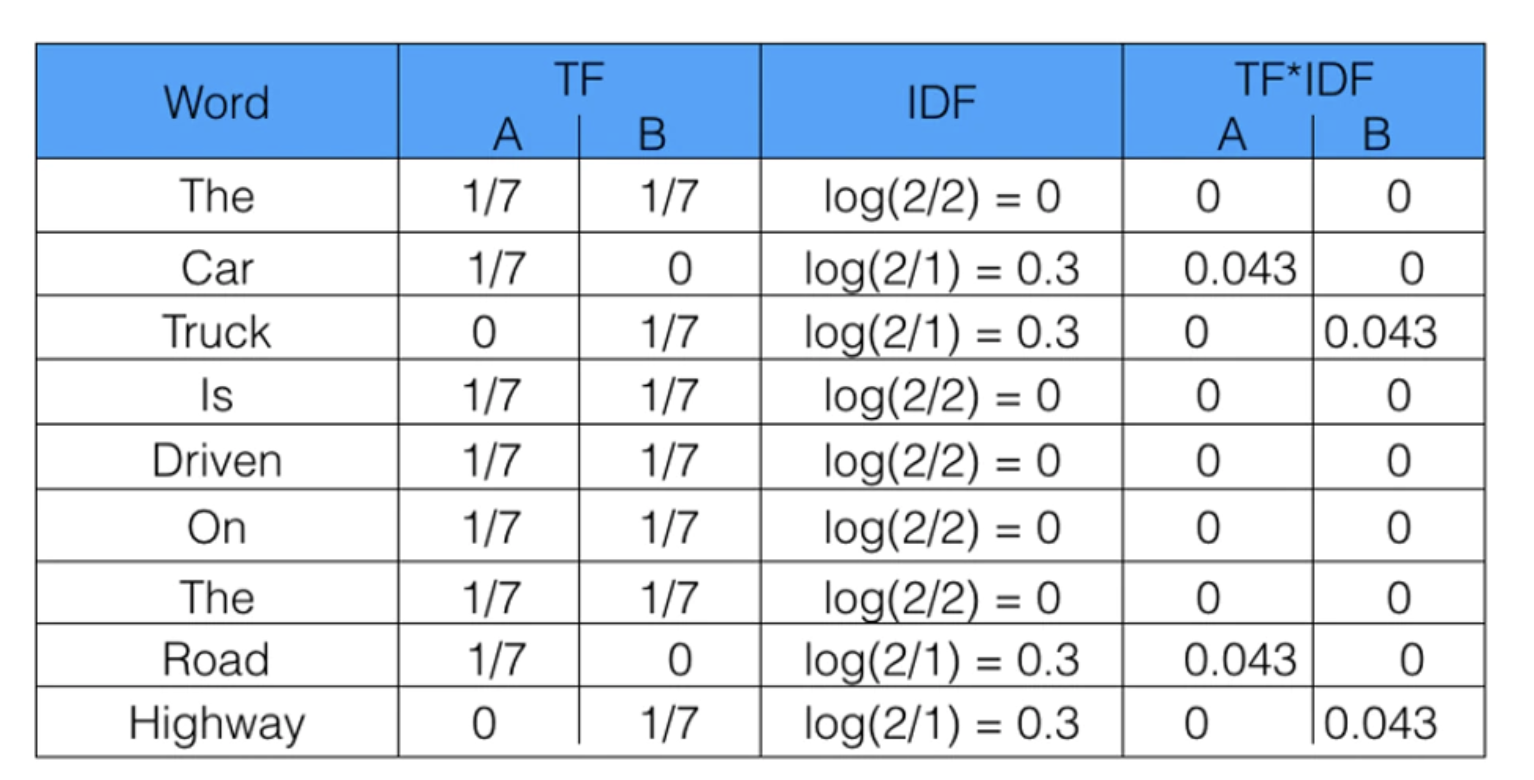 Word TF IDF TF*IDF
A B A B
The 1/7 1/7 log(2/2) = 0 0 0
Car 1/7 0 log(2/1) = 0.3 0.043 0
Truck 0 1/7 log(2/1) = 0.3 0 0.043
Is 1/7 1/7 log(2/2) = 0 0 0
Driven 1/7 1/7 log(2/2) = 0 0 0
On 1/7 1/7 log(2/2) = 0 0 0
The 1/7 1/7 log(2/2) = 0 0 0
Road 1/7 0 log(2/1) = 0.3 0.043 0
Highway 0 1/7 log(2/1) = 0.3 0 0.043